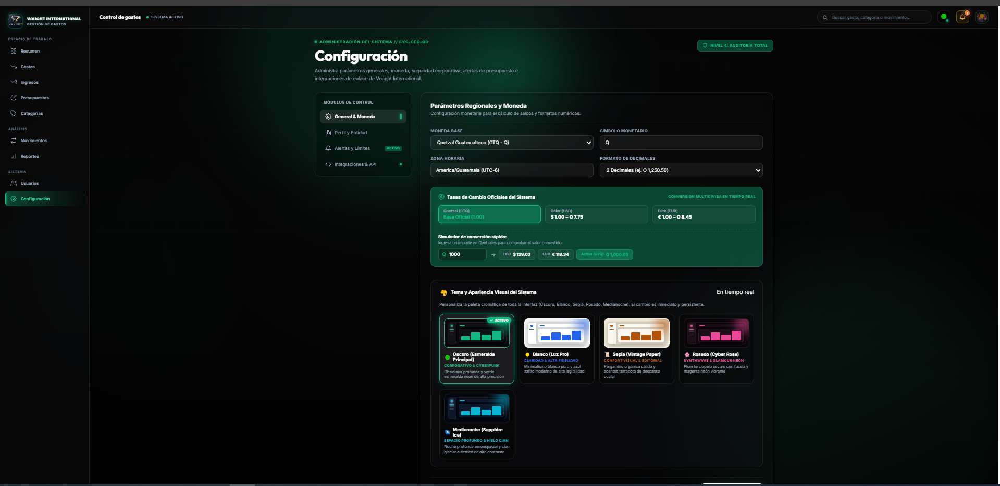 VOUGHT INTERNATIONAL
GESTIÓN DE GASTOS
ESPACIO DE TRABAJO
Resumen
Gastos
Ingresos
Presupuestos
Categorías
ANÁLISIS
Movimientos
Reportes
SISTEMA
Usuarios
Configuración
Control de gastos
SISTEMA ACTIVO
Buscar gasto, categoría o movimiento...
1
ADMINISTRACIÓN DEL SISTEMA // SYS-CFG-09
Configuración
Administra parámetros generales, moneda, seguridad corporativa, alertas de presupuesto e
integraciones de enlace de Vought International.
NIVEL 4: AUDITORÍA TOTAL
MÓDULOS DE CONTROL
General & Moneda
Perfil y Entidad
Alertas y Límites ACTIVO
Integraciones & API
Parámetros Regionales y Moneda
Configuración monetaria para el cálculo de saldos y formatos numéricos.
MONEDA BASE
Quetzal Guatemalteco (GTQ - Q)
SÍMBOLO MONETARIO
Q
ZONA HORARIA
America/Guatemala (UTC-6)
FORMATO DE DECIMALES
2 Decimales (ej. Q 1,250.50)
Tasas de Cambio Oficiales del Sistema
CONVERSIÓN MULTIDIVISA EN TIEMPO REAL
Quetzal (GTQ)
Base Oficial (1.00)
Dólar (USD)
$ 1.00 = Q 7.75
Euro (EUR)
€ 1.00 = Q 8.45
Simulador de conversión rápida:
Ingresa un importe en Quetzales para comprobar el valor convertido:
Q 1000 → USD $ 129.03 EUR € 118.34 Activa (GTQ) Q 1,000.00
Tema y Apariencia Visual del Sistema
En tiempo real
Personaliza la paleta cromática de toda la interfaz (Oscuro, Blanco, Sepia, Rosado, Medianoche). El cambio es inmediato y persistente.
✓ ACTIVO
Oscuro (Esmeralda
Principal)
CORPORATIVO & CYBERPUNK
Obsidiana profunda y verde
esmeralda neón de alta precisión
Blanco (Luz Pro)
CLARIDAD & ALTA FIDELIDAD
Minimalismo blanco puro y azul
zafiro moderno de alta legibilidad
Sepia (Vintage Paper)
CONFORT VISUAL & EDITORIAL
Pergamino orgánico cálido y
acentos terracota de descanso
ocular
Rosado (Cyber Rose)
SYNTHWAVE & GLAMOUR NEÓN
Plum terciopelo oscuro con fucsia y
magenta neón vibrante
Medianoche (Sapphire
Ice)
ESPACIO PROFUNDO & HIELO CIAN
Noche profunda aeroespacial y cian
glaciar eléctrico de alto contraste